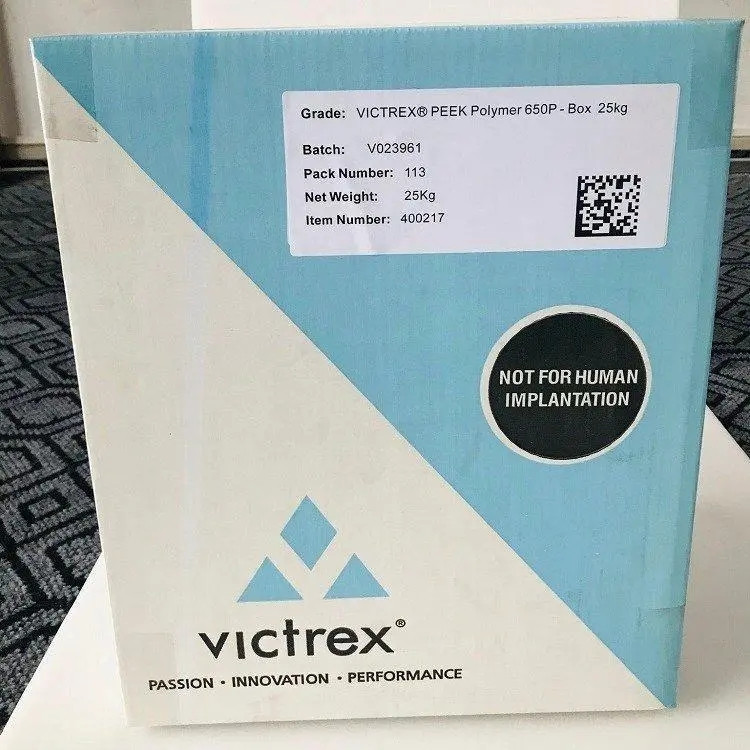 Grade: VICTREX® PEEK Polymer 650P - Box 25kg
Batch: V023961
Pack Number: 113
Net Weight: 25Kg
Item Number: 400217
NOT FOR HUMAN
IMPLANTATION
victrex®
PASSION · INNOVATION · PERFORMANCE